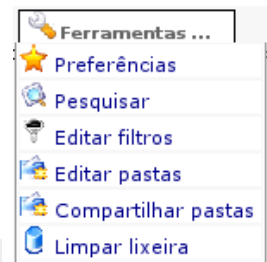 Ferramentas ...
Preferências
Pesquisar
Editar filtros
Editar pastas
Compartilhar pastas
Limpar lixeira